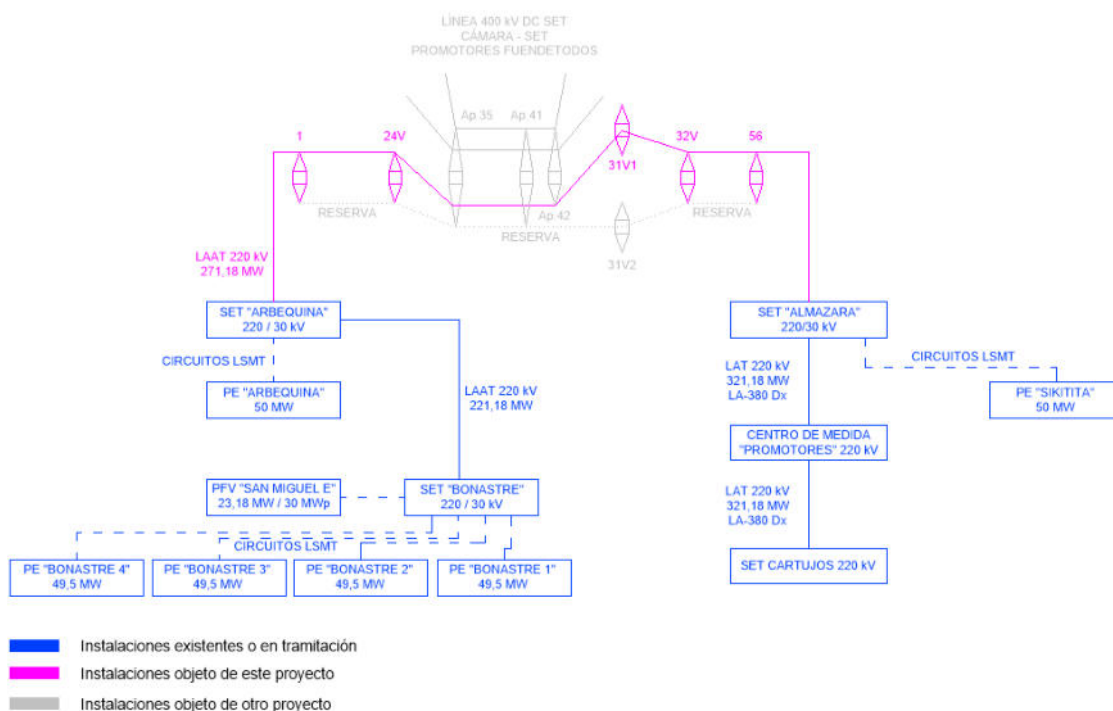 LÍNEA 400 kV DC SET
CÁMARA - SET
PROMOTORES FUENDETODOS
Ap.35
Ap.41
1
24V
32V
56
31V1
RESERVA
Ap.42
RESERVA
RESERVA
31V2
LAAT 220 kV
271,18 MW
SET "ARBEQUINA"
220 / 30 kV
SET "ALMAZARA"
220/30 kV
CIRCUITOS LSMT
CIRCUITOS LSMT
PE "ARBEQUINA"
50 MW
LAAT 220 kV
221,18 MW
LAT 220 kV
321,18 MW
LA-380 Dx
PE "SIKITITA"
50 MW
CENTRO DE MEDIDA
"PROMOTORES" 220 kV
PFV "SAN MIGUEL E"
23,18 MW / 30 MWp
SET "BONASTRE"
220 / 30 kV
LAT 220 kV
321,18 MW
LA-380 Dx
CIRCUITOS LSMT
PE "BONASTRE 4"
49,5 MW
PE "BONASTRE 3"
49,5 MW
PE "BONASTRE 2"
49,5 MW
PE "BONASTRE 1"
49,5 MW
SET CARTUJOS 220 kV
Instalaciones existentes o en tramitación
Instalaciones objeto de este proyecto
Instalaciones objeto de otro proyecto